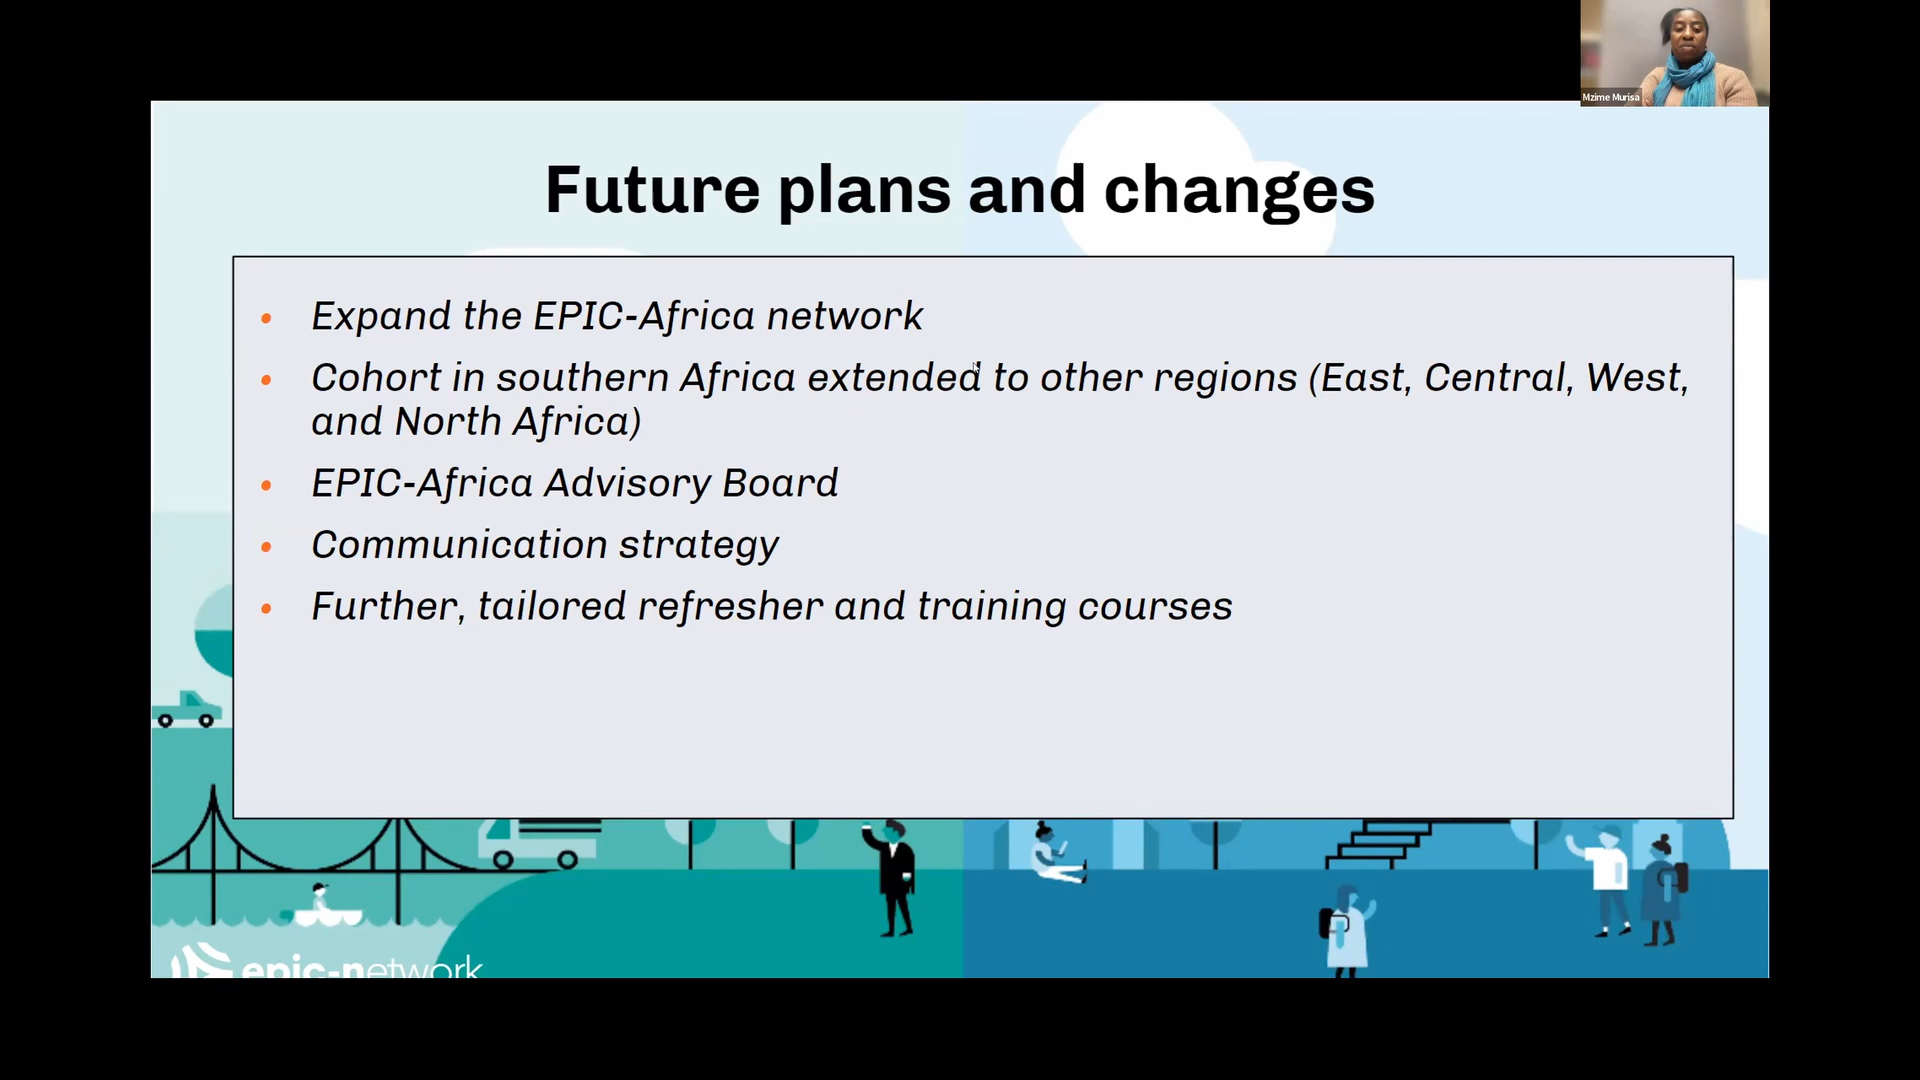 Mzime Murisa
Future plans and changes
• Expand the EPIC-Africa network
• Cohort in southern Africa extended to other regions (East, Central, West,
and North Africa)
• EPIC-Africa Advisory Board
• Communication strategy
• Further, tailored refresher and training courses
epic-network